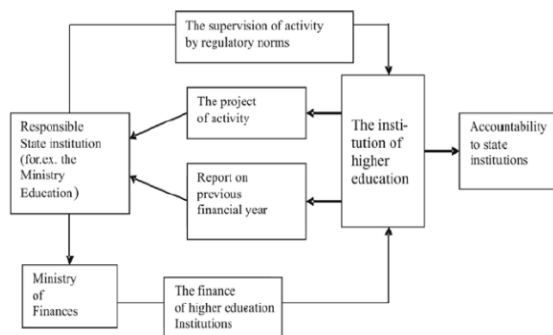 The supervision of activity
by regulatory norms
Responsible
State institution
(for.ex. the
Ministry
Education)
The project
of activity
The insti-
tution of
higher
education
Accountability
to state
institutions
Report on
previous
financial year
Ministry
of
Finances
The finance
of higher education
Institutions